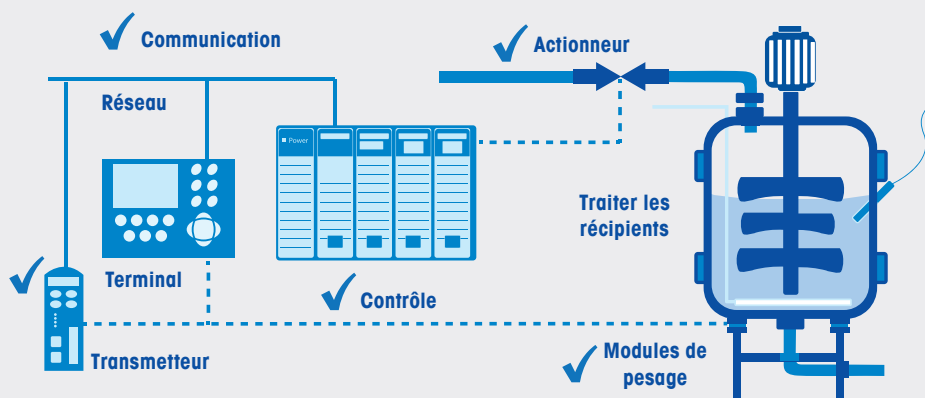 Communication
Actionneur
Réseau
Power
Traiter les
récipients
Terminal
Contrôle
Transmetteur
Modules de
pesage